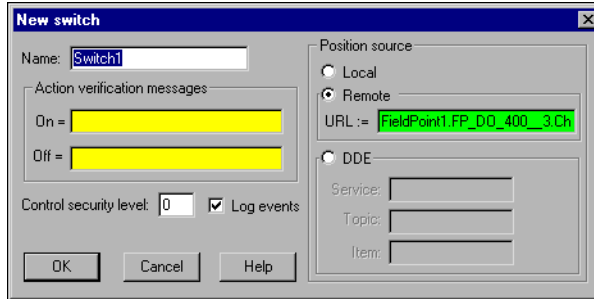 New switch
Name: Switch1
Action verification messages
On =
Off =
Control security level: 0
Log events
OK
Cancel
Help
Position source
Local
Remote
URL := FieldPoint1.FP_DO_400__3.Ch
DDE
Service:
Topic:
Item: